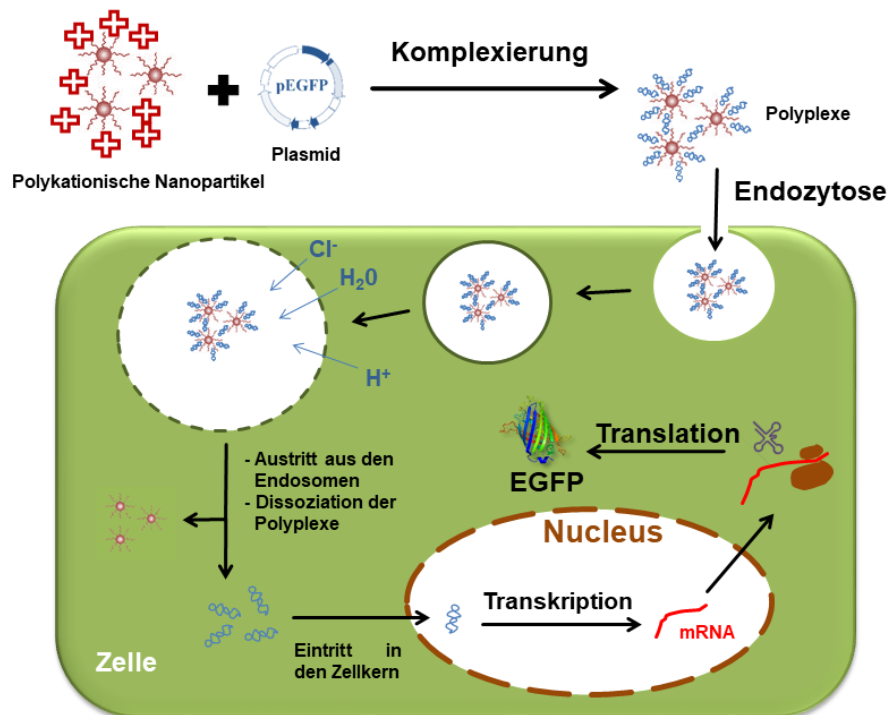 Komplexierung
pEGFP
Plasmid
Polykationische Nanopartikel
Polyplexe
Endozytose
Cl-
H20
H+
- Austritt aus den
Endosomen
- Dissoziation der
Polyplexe
Translation
EGFP
Nucleus
Transkription
mRNA
Eintritt in
den Zellkern
Zelle